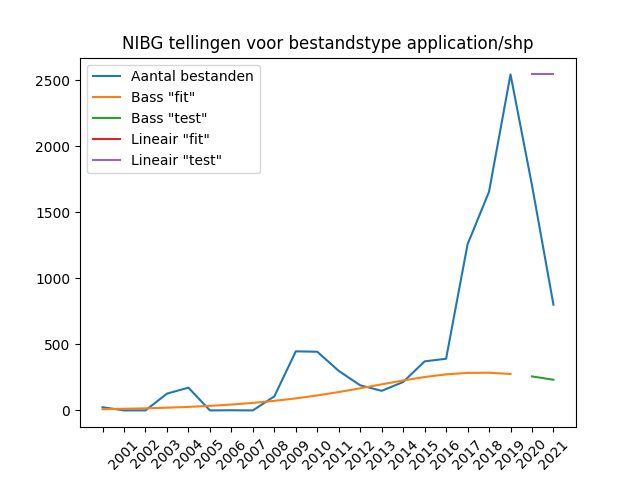 NIBG tellingen voor bestandstype application/shp
Aantal bestanden
Bass "fit"
Bass "test"
Lineair "fit"
Lineair "test"
2500
2000
1500
1000
500
0
2001 2002 2003 2004 2005 2006 2007 2008 2009 2010 2011 2012 2013 2014 2015 2016 2017 2018 2019 2020 2021